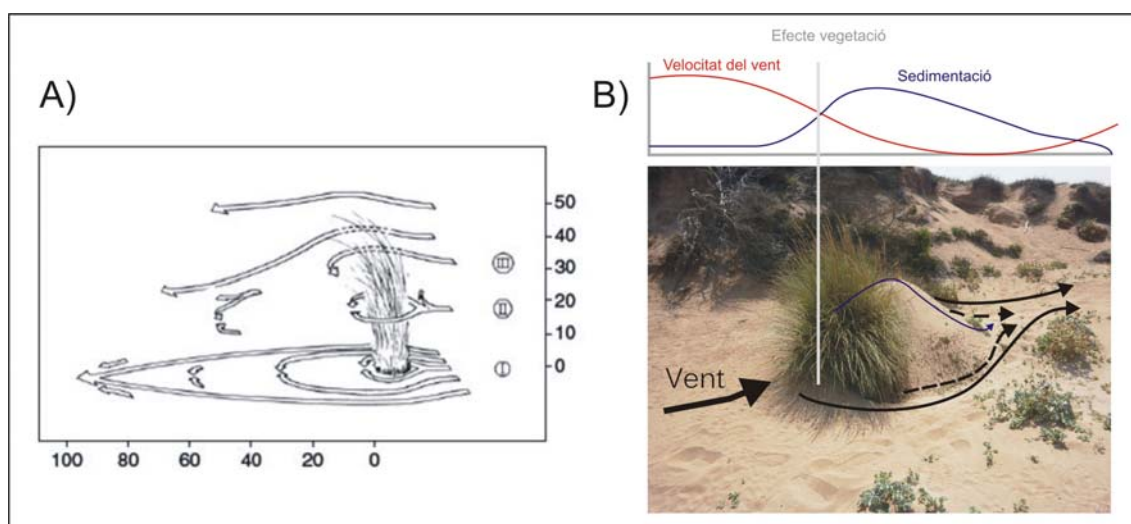 A)
50
40
30
20
10
0
III
II
I
100 80 60 40 20 0
Efecte vegetació
Velocitat del vent
Sedimentació
B)
Vent